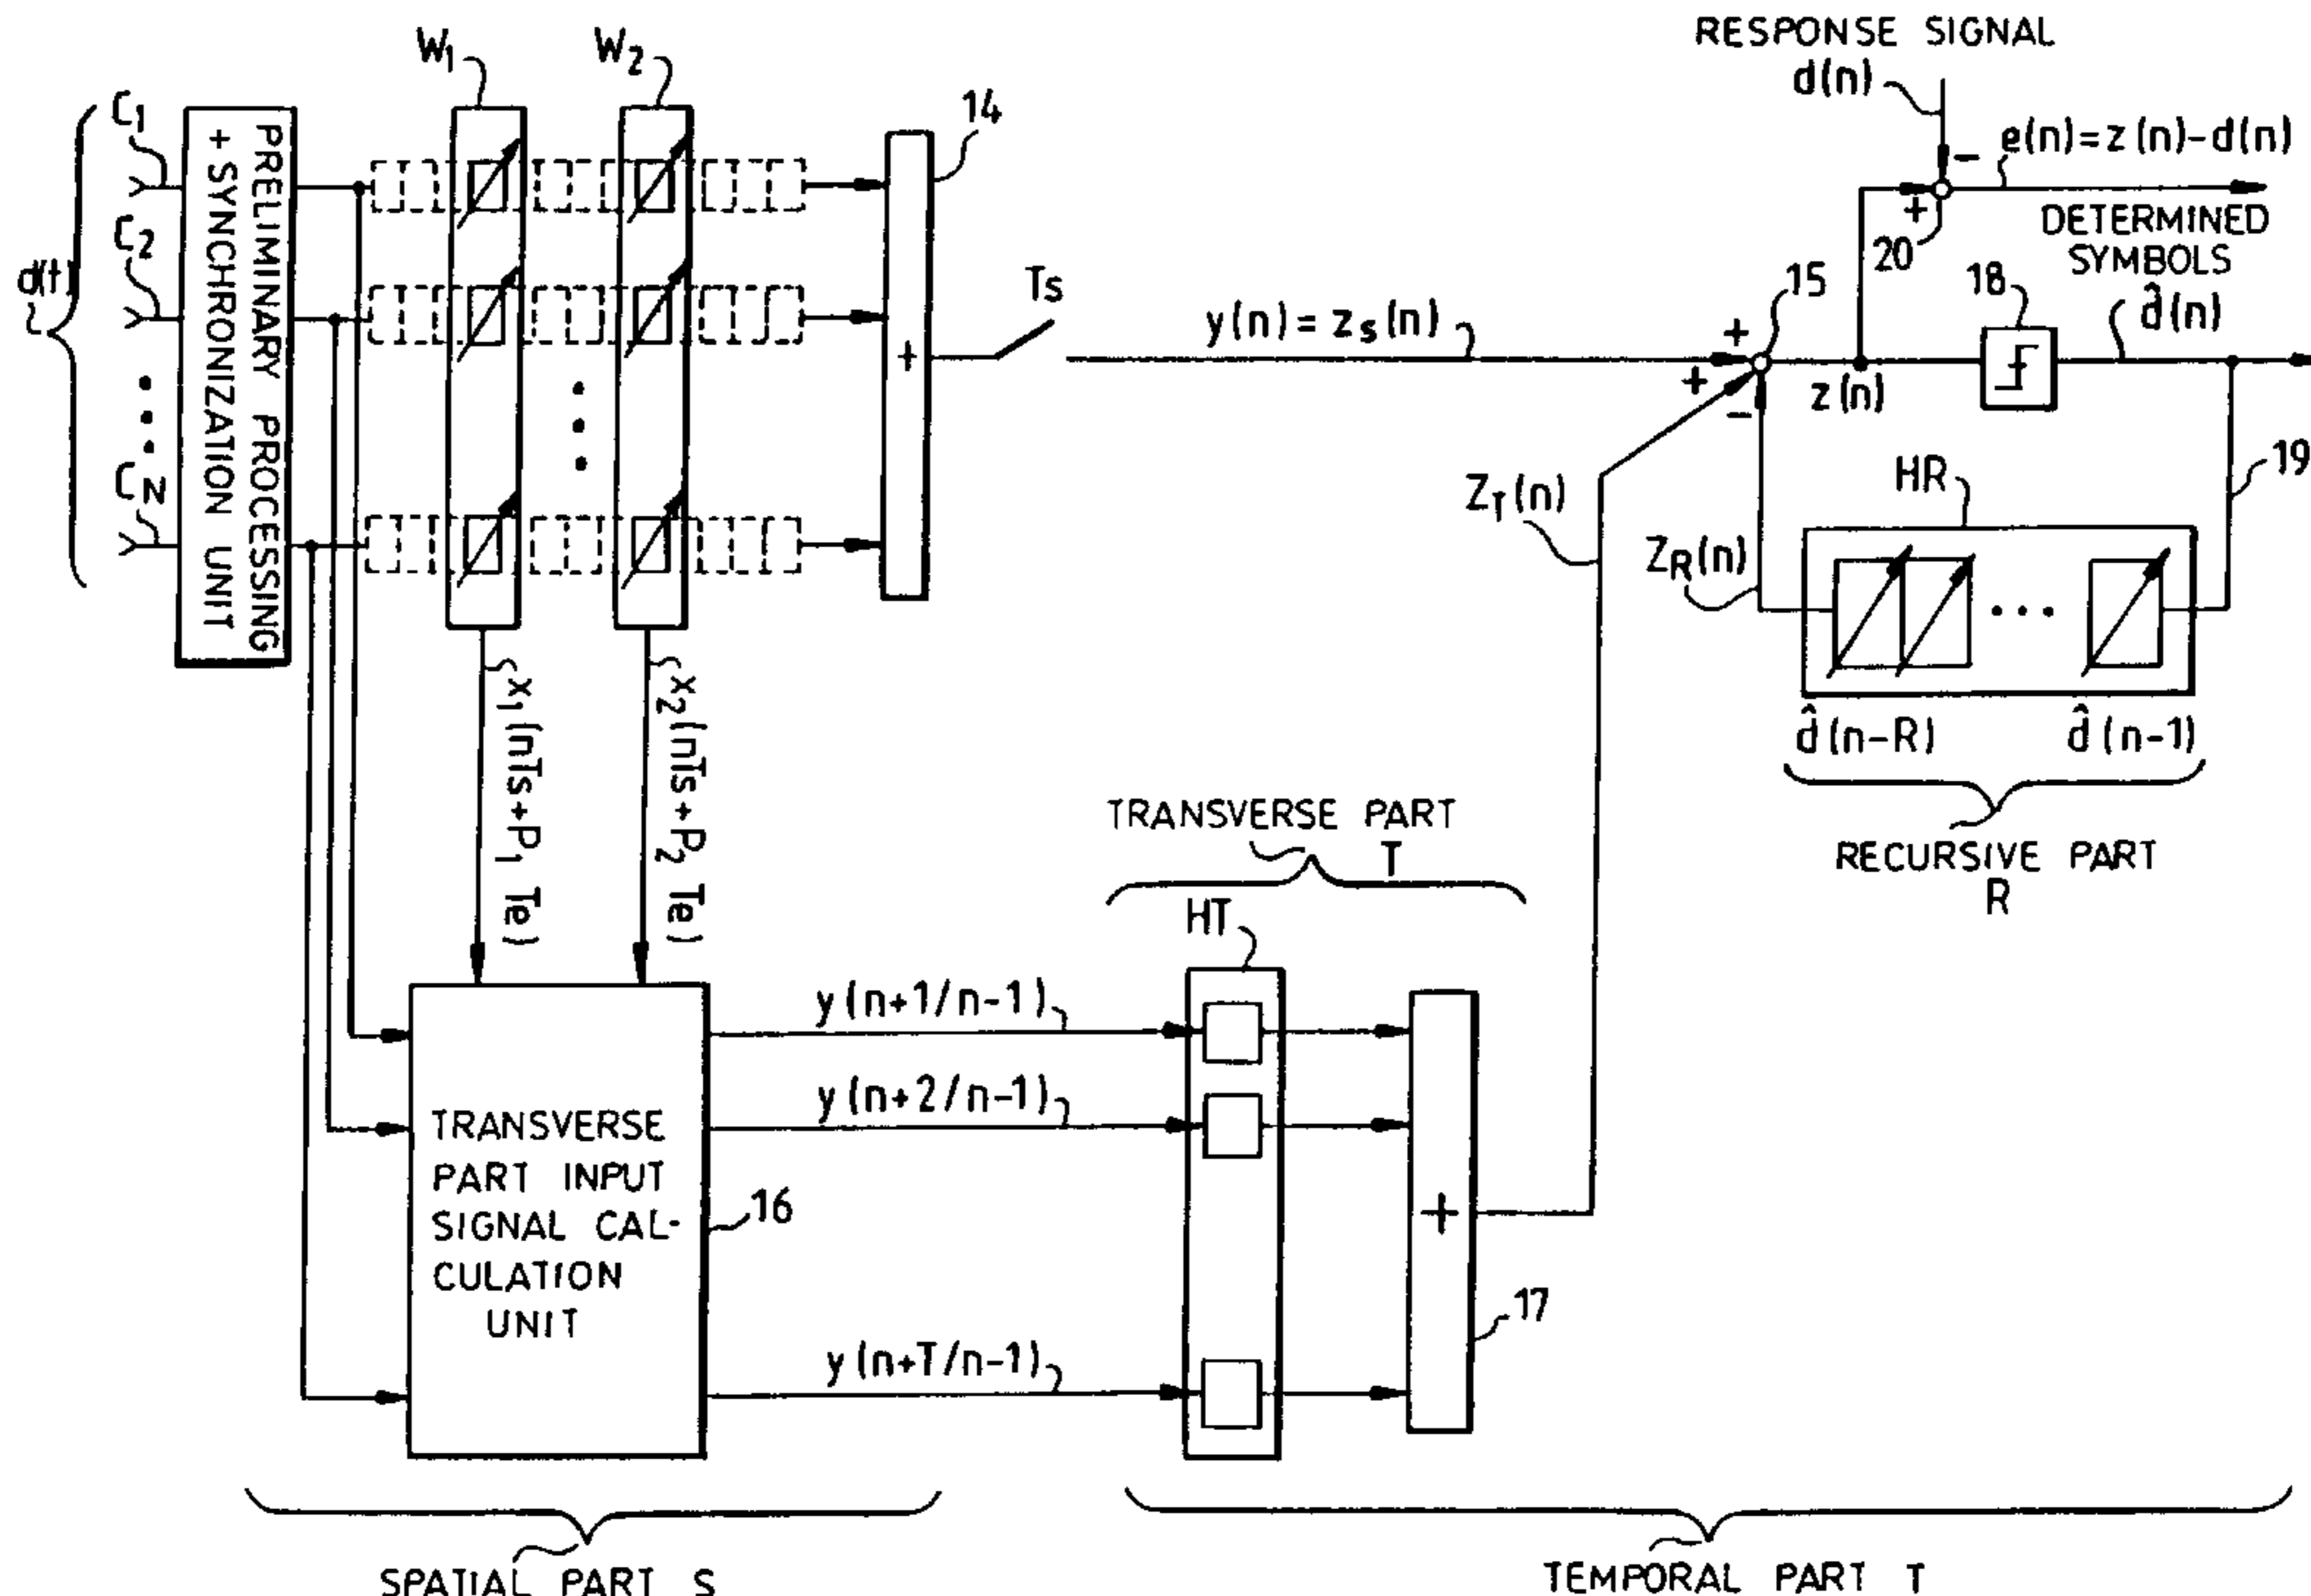 RESPONSE SIGNAL
d(n)
W1
W2
14
C1
C2
CN
d(t)
PRELIMINARY PROCESSING
+ SYNCHRONIZATION UNIT
+
Ts
y(n)=zs(n)
e(n)=z(n)-d(n)
-
+
20
DETERMINED
SYMBOLS
18
d̂(n)
15
+
+
-
z(n)
19
HR
ZT(n)
ZR(n)
d̂(n-R)
d̂(n-1)
RECURSIVE PART
R
x1(nTs+P1 Te)
x2(nTs+P2 Te)
TRANSVERSE PART
T
HT
y(n+1/n-1)
y(n+2/n-1)
y(n+T/n-1)
TRANSVERSE
PART INPUT
SIGNAL CAL-
CULATION
UNIT
16
+
17
SPATIAL PART S
TEMPORAL PART T